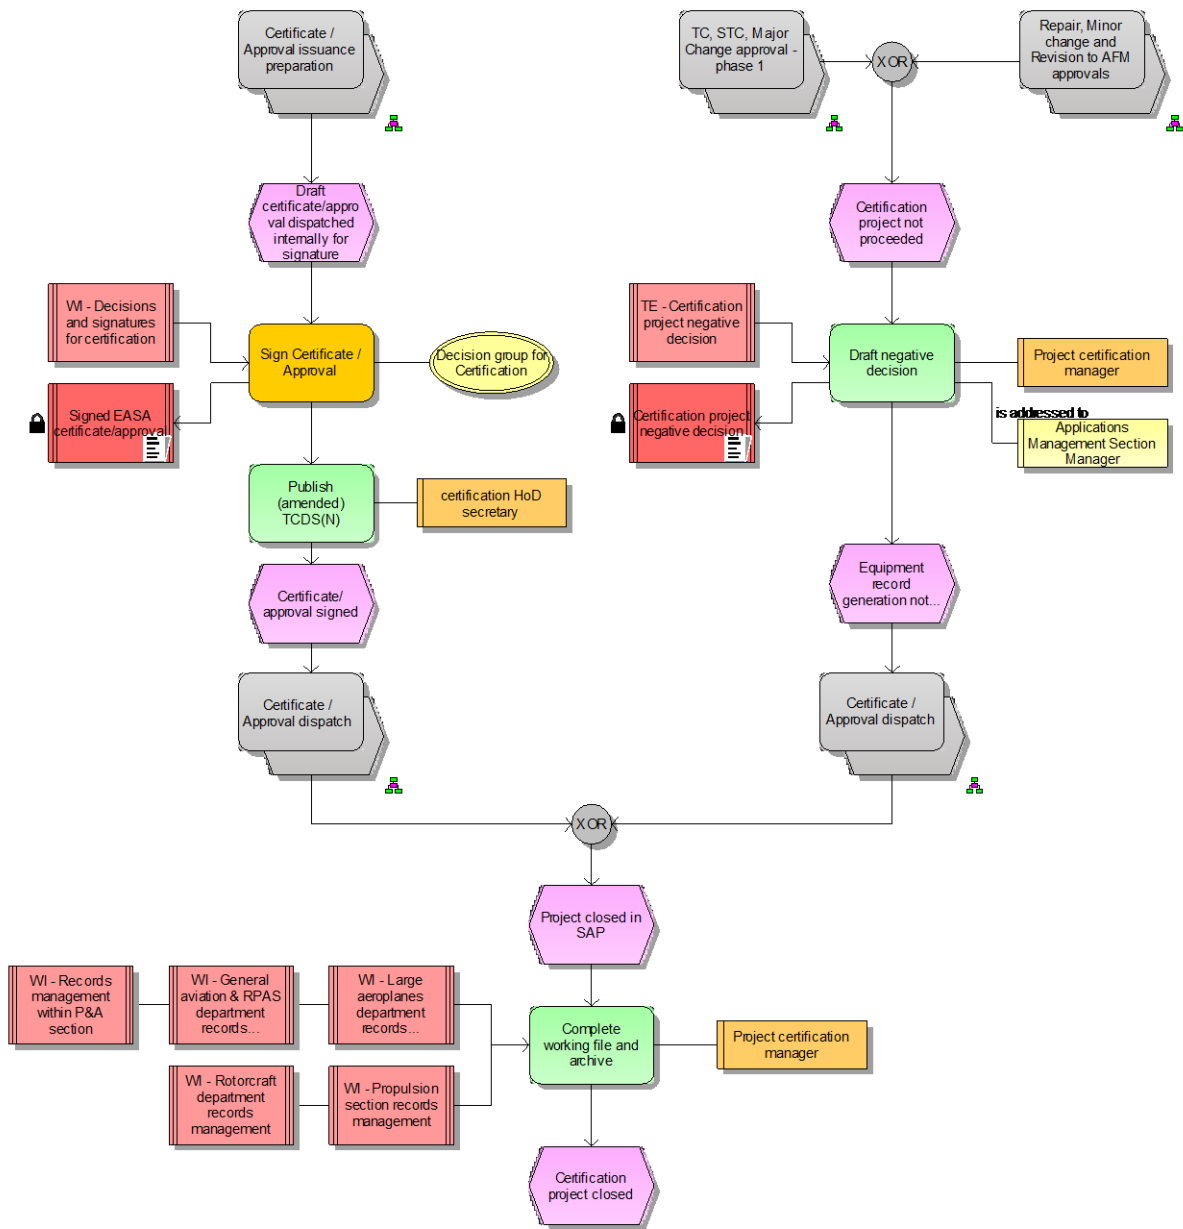 Certificate /
Approval issuance
preparation
TC, STC, Major
Change approval -
phase 1
XOR
Repair, Minor
change and
Revision to AFM
approvals
Draft
certificate/appro
val dispatched
internally for
signature
Certification
project not
proceeded
WI - Decisions
and signatures
for certification
Sign Certificate /
Approval
Decision group for
Certification
TE - Certification
project negative
decision
Draft negative
decision
Project certification
manager
Signed EASA
certificate/approval
Certification project
negative decision
is addressed to
Applications
Management Section
Manager
Publish
(amended)
TCDS(N)
certification HoD
secretary
Certificate/
approval signed
Equipment
record
generation not...
Certificate /
Approval dispatch
Certificate /
Approval dispatch
XOR
Project closed in
SAP
WI - Records
management
within P&A
section
WI - General
aviation & RPAS
department
records...
WI - Large
aeroplanes
department
records...
Complete
working file and
archive
Project certification
manager
WI - Rotorcraft
department
records
management
WI - Propulsion
section records
management
Certification
project closed